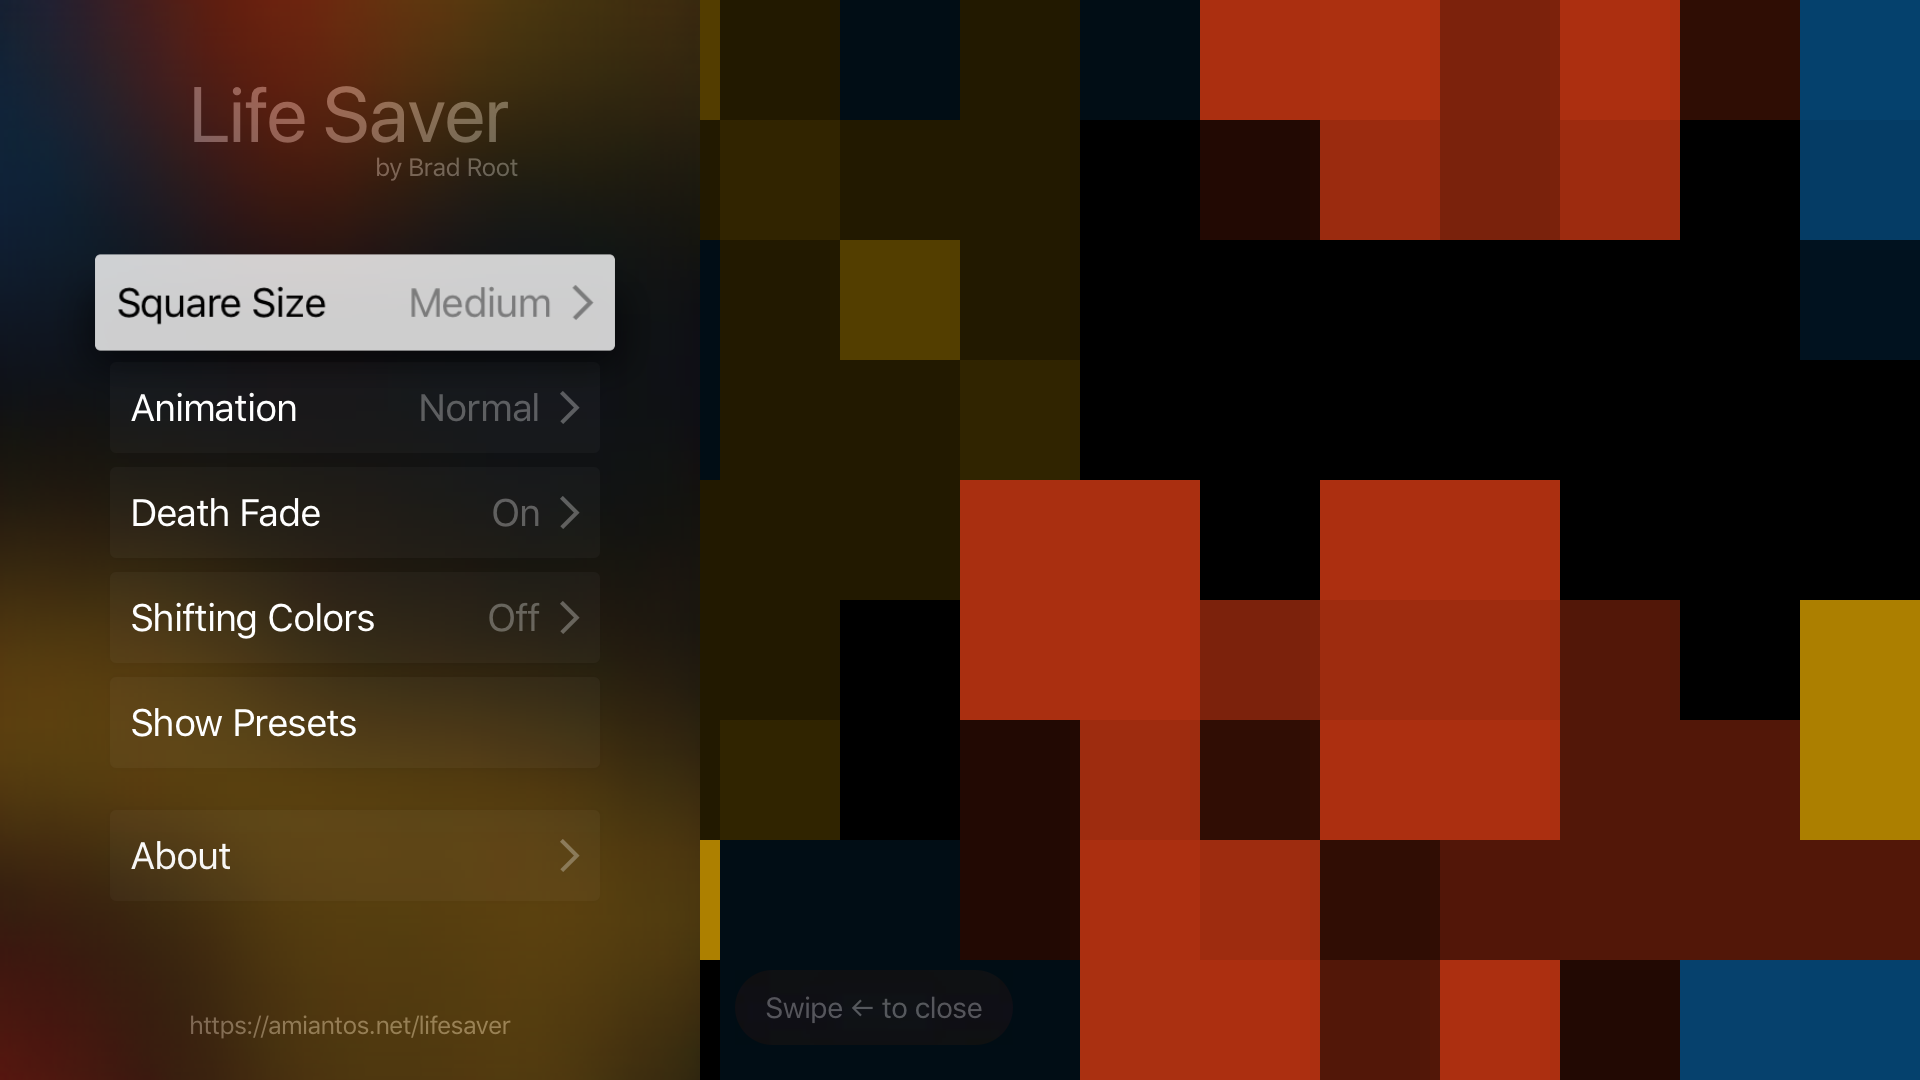 Life Saver
by Brad Root
Square Size Medium
Animation Normal
Death Fade On
Shifting Colors Off
Show Presets
About
https://amiantos.net/lifesaver
Swipe ← to close